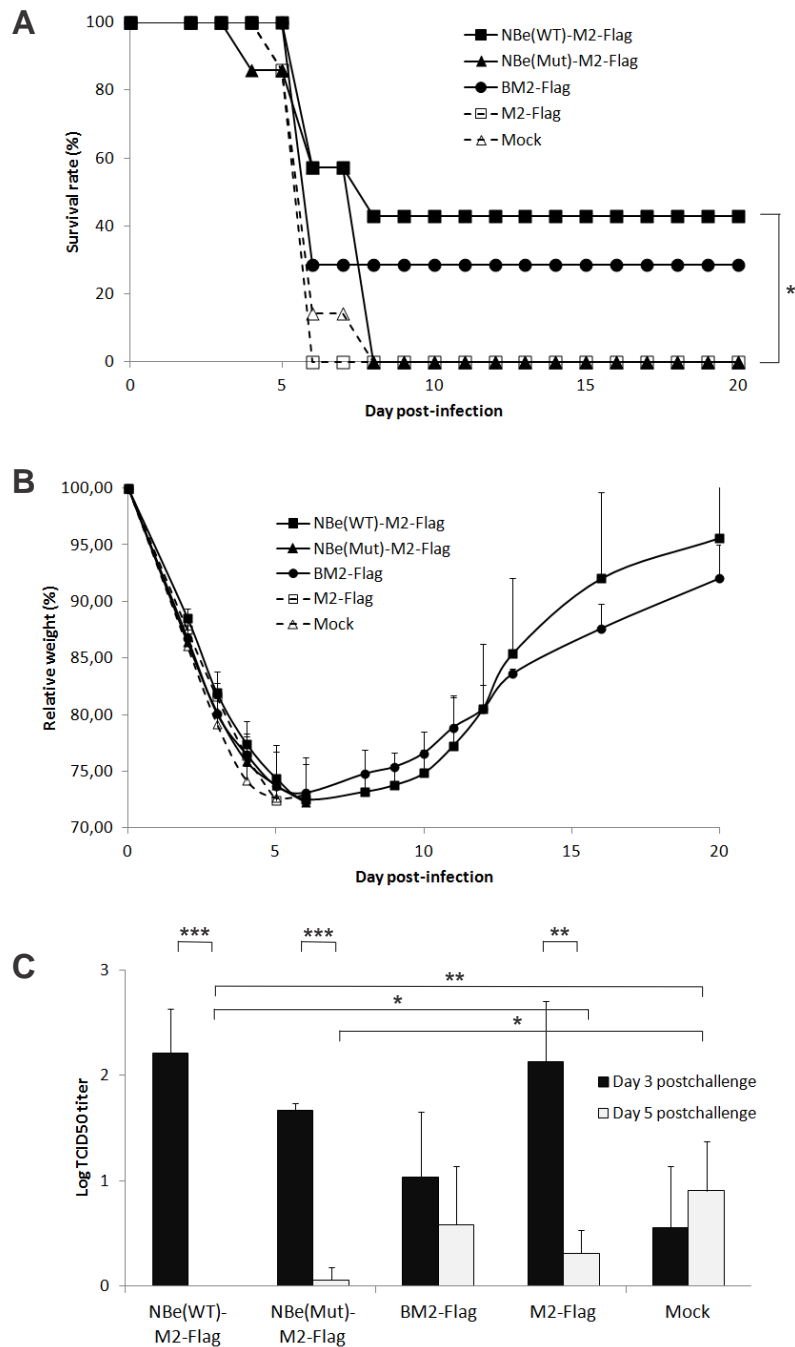 A
Survival rate (%)
100
80
60
40
20
0
0
5
10
15
20
Day post-infection
NBe(WT)-M2-Flag
NBe(Mut)-M2-Flag
BM2-Flag
M2-Flag
Mock
*
B
Relative weight (%)
100,00
95,00
90,00
85,00
80,00
75,00
70,00
0
5
10
15
20
Day post-infection
NBe(WT)-M2-Flag
NBe(Mut)-M2-Flag
BM2-Flag
M2-Flag
Mock
C
Log TCID50 titer
3
2
1
0
***
***
**
**
*
*
Day 3 postchallenge
Day 5 postchallenge
NBe(WT)-
M2-Flag
NBe(Mut)-
M2-Flag
BM2-Flag
M2-Flag
Mock